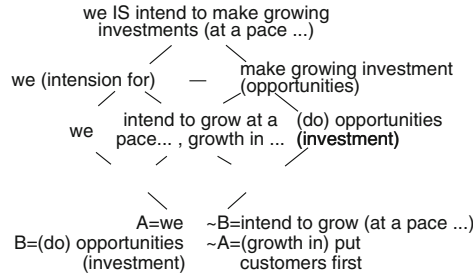 we IS intend to make growing
investments (at a pace ...)
we (intension for) — make growing investment
(opportunities)
we
intend to grow at a
pace... , growth in ...
(do) opportunities
(investment)
A=we
B=(do) opportunities
(investment)
~B=intend to grow (at a pace ...)
~A=(growth in) put
customers first